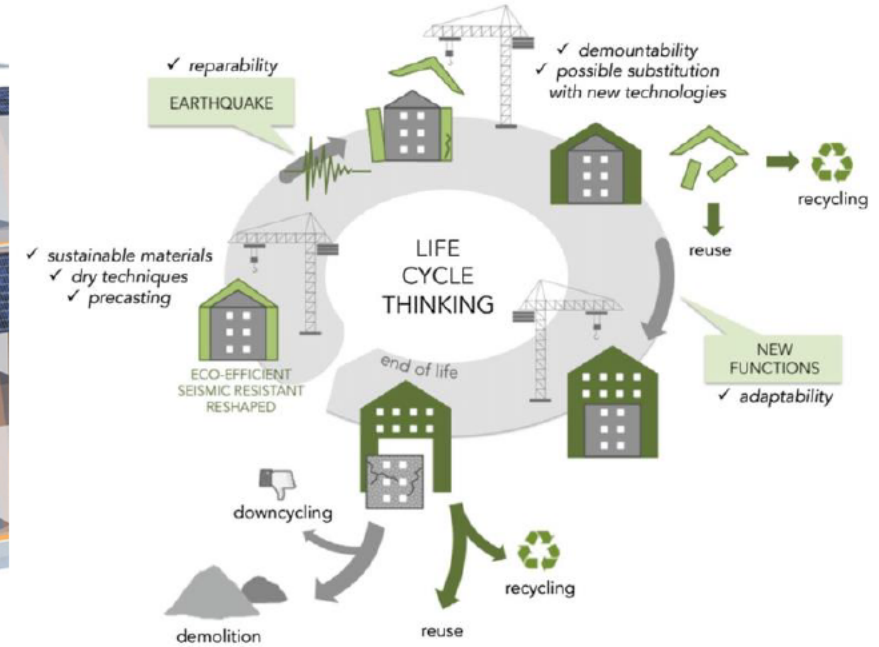 ✓ reparability
EARTHQUAKE
✓ demountability
✓ possible substitution
with new technologies
recycling
reuse
✓ sustainable materials
✓ dry techniques
✓ precasting
LIFE
CYCLE
THINKING
ECO-EFFICIENT
SEISMIC RESISTANT
RESHAPED
end of life
NEW
FUNCTIONS
✓ adaptability
downcycling
demolition
reuse
recycling